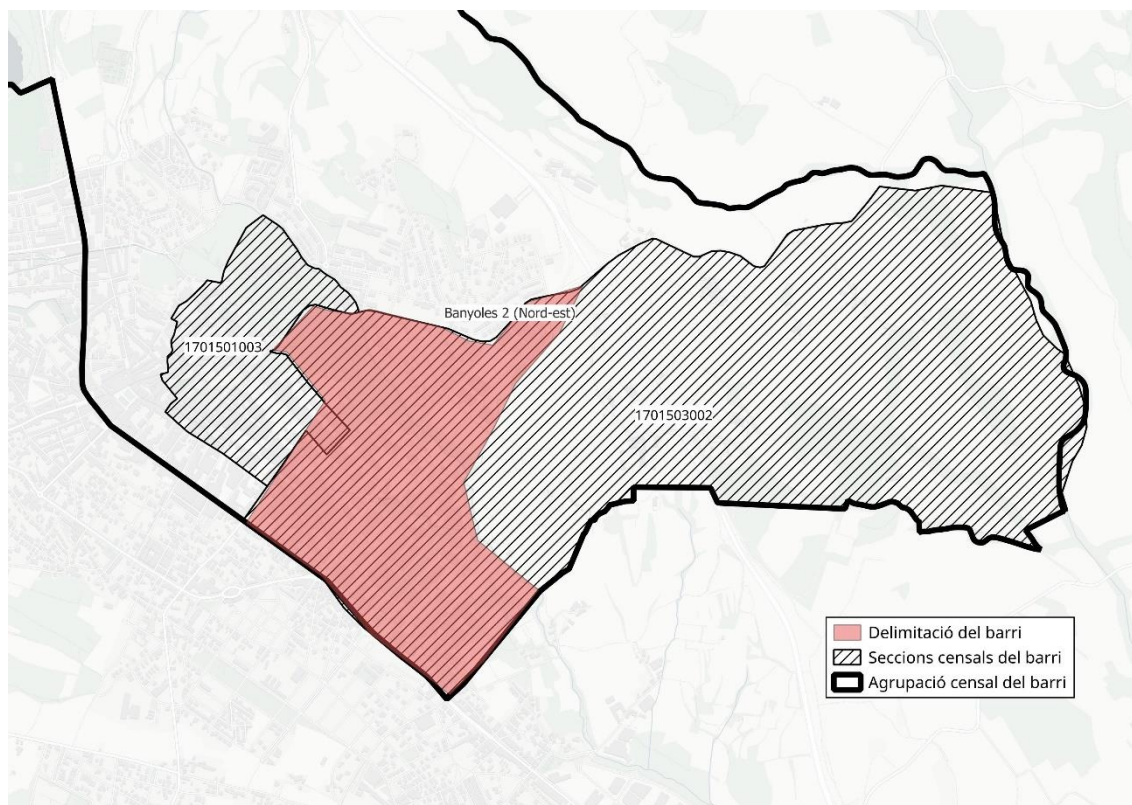 Banyoles 2 (Nord-est)
1701501003
1701503002
Delimitació del barri
Seccions censals del barri
Agrupació censal del barri